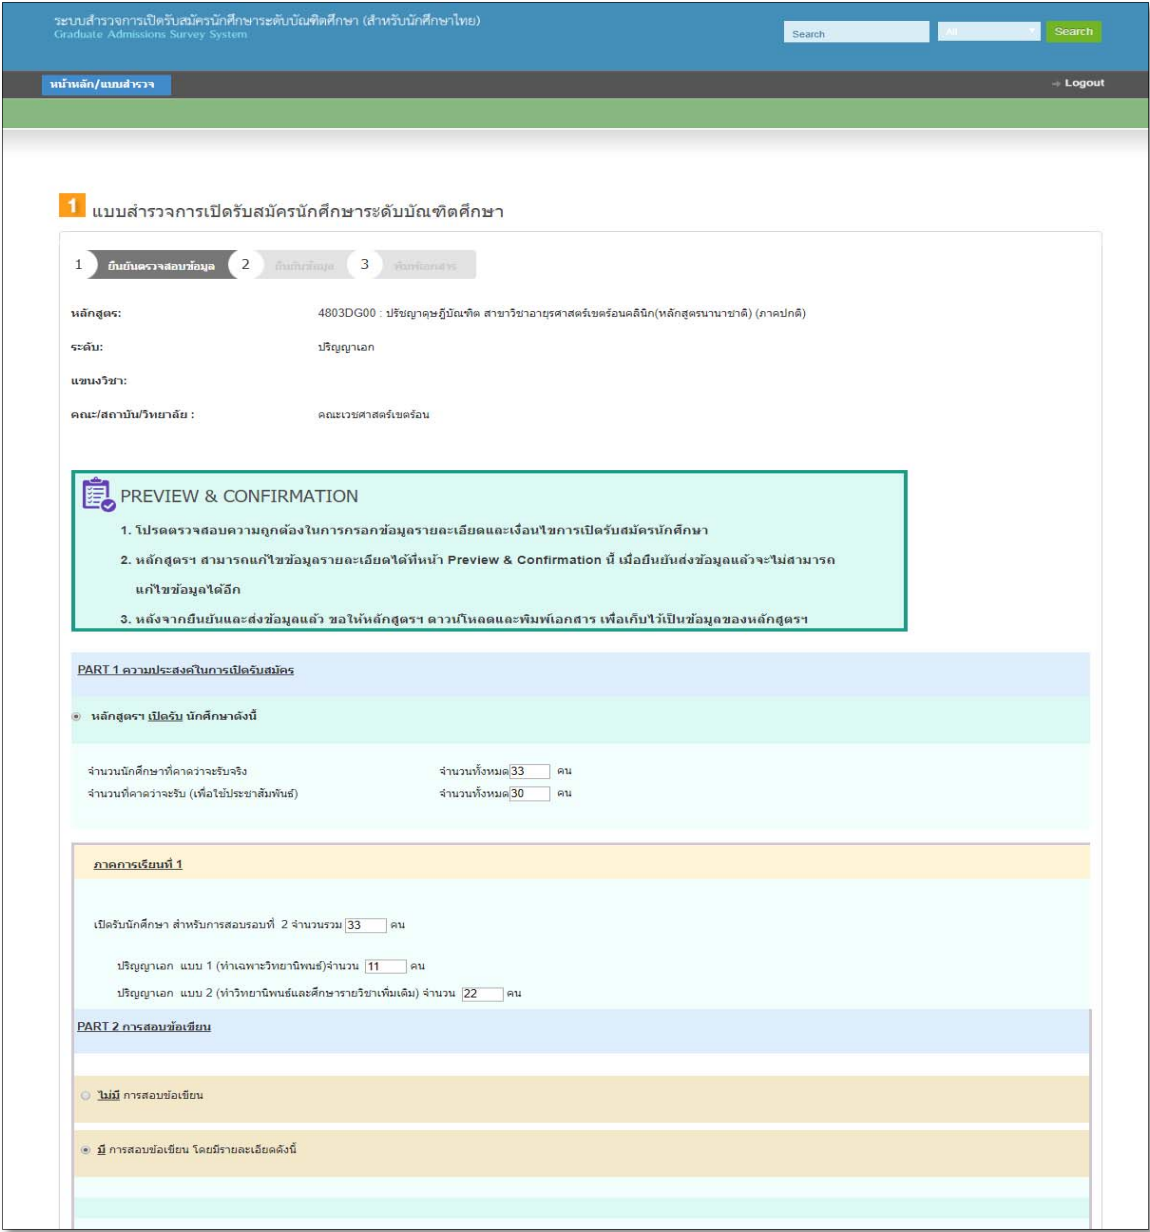 ระบบสำรวจการเปิดรับสมัครนักศึกษาระดับบัณฑิตศึกษา (สำหรับนักศึกษาไทย)
Graduate Admissions Survey System
Search All Search
หน้าหลัก/แบบสำรวจ Logout
1 แบบสำรวจการเปิดรับสมัครนักศึกษาระดับบัณฑิตศึกษา
1 ยืนยันตรวจสอบข้อมูล 2 ยืนยันข้อมูล 3 พิมพ์เอกสาร
หลักสูตร: 4803DG00 : ปรัชญาดุษฎีบัณฑิต สาขาวิชาอายุรศาสตร์เขตร้อนคลินิก(หลักสูตรนานาชาติ) (ภาคปกติ)
ระดับ: ปริญญาเอก
แขนงวิชา:
คณะ/สถาบัน/วิทยาลัย : คณะเวชศาสตร์เขตร้อน
PREVIEW & CONFIRMATION
1. โปรดตรวจสอบความถูกต้องในการกรอกข้อมูลรายละเอียดและเงื่อนไขการเปิดรับสมัครนักศึกษา
2. หลักสูตรฯ สามารถแก้ไขข้อมูลรายละเอียดได้ที่หน้า Preview & Confirmation นี้ เมื่อยืนยันส่งข้อมูลแล้วจะไม่สามารถ
แก้ไขข้อมูลได้อีก
3. หลังจากยืนยันและส่งข้อมูลแล้ว ขอให้หลักสูตรฯ ดาวน์โหลดและพิมพ์เอกสาร เพื่อเก็บไว้เป็นข้อมูลของหลักสูตรฯ
PART 1 ความประสงค์ในการเปิดรับสมัคร
หลักสูตรฯ เปิดรับ นักศึกษาดังนี้
จำนวนนักศึกษาที่คาดว่าจะรับจริง จำนวนทั้งหมด 33 คน
จำนวนที่คาดว่าจะรับ (เพื่อใช้ประชาสัมพันธ์) จำนวนทั้งหมด 30 คน
ภาคการเรียนที่ 1
เปิดรับนักศึกษา สำหรับการสอบรอบที่ 2 จำนวนรวม 33 คน
ปริญญาเอก แบบ 1 (ทำเฉพาะวิทยานิพนธ์)จำนวน 11 คน
ปริญญาเอก แบบ 2 (ทำวิทยานิพนธ์และศึกษารายวิชาเพิ่มเติม) จำนวน 22 คน
PART 2 การสอบข้อเขียน
ไม่มี การสอบข้อเขียน
มี การสอบข้อเขียน โดยมีรายละเอียดดังนี้